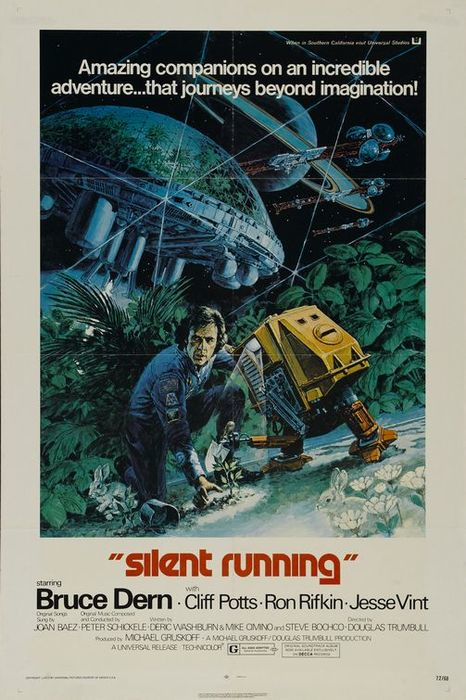 When in Southern California visit Universal Studios
Amazing companions on an incredible
adventure...that journeys beyond imagination!
"silent running"
starring
Bruce Dern · with Cliff Potts · Ron Rifkin · Jesse Vint
Original Songs Sung by JOAN BAEZ · Original Music Composed and Conducted by PETER SCHICKELE · Written by DERIC WASHBURN & MIKE CIMINO and STEVE BOCHCO · Directed by DOUGLAS TRUMBULL
Produced by MICHAEL GRUSKOFF · A MICHAEL GRUSKOFF/DOUGLAS TRUMBULL PRODUCTION
A UNIVERSAL RELEASE TECHNICOLOR®
G ALL AGES ADMITTED
ORIGINAL SOUNDTRACK ALBUM
NOW AVAILABLE EXCLUSIVELY
ON DECCA RECORDS
72/68